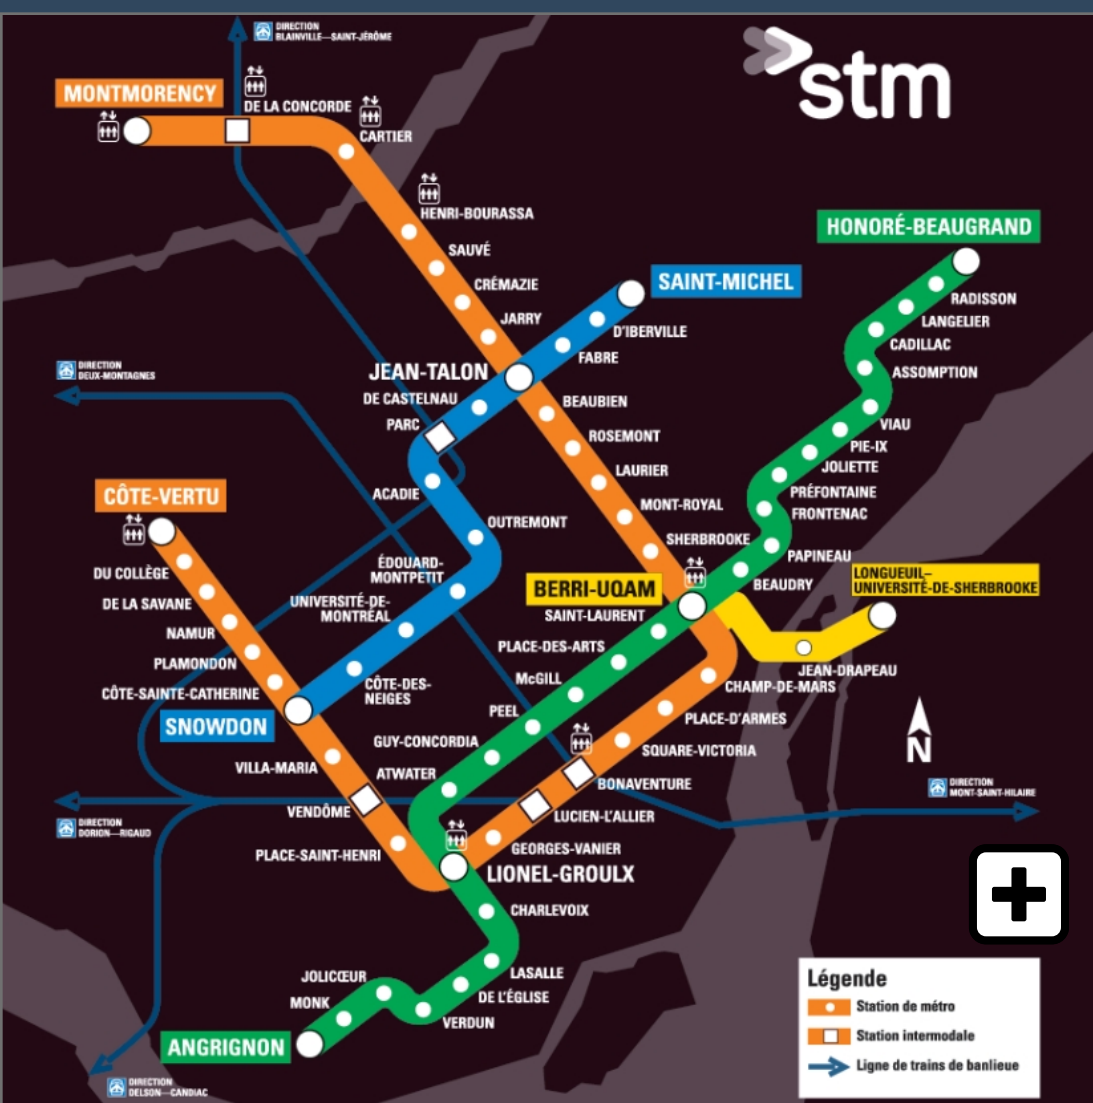 DIRECTION
BLAINVILLE—SAINT-JÉRÔME
stm
MONTMORENCY
DE LA CONCORDE
CARTIER
HENRI-BOURASSA
HONORÉ-BEAUGRAND
SAUVÉ
CRÉMAZIE
SAINT-MICHEL
RADISSON
JARRY
LANGELIER
D'IBERVILLE
CADILLAC
FABRE
DIRECTION
DEUX-MONTAGNES
JEAN-TALON
ASSOMPTION
DE CASTELNAU
BEAUBIEN
PARC
VIAU
ROSEMONT
PIE-IX
LAURIER
JOLIETTE
CÔTE-VERTU
ACADIE
PRÉFONTAINE
MONT-ROYAL
FRONTENAC
OUTREMONT
SHERBROOKE
PAPINEAU
DU COLLÈGE
ÉDOUARD-
MONTPETIT
BERRI-UQAM
BEAUDRY
LONGUEUIL–
UNIVERSITÉ-DE-SHERBROOKE
DE LA SAVANE
UNIVERSITÉ-DE-
MONTRÉAL
SAINT-LAURENT
NAMUR
PLACE-DES-ARTS
PLAMONDON
JEAN-DRAPEAU
McGILL
CÔTE-SAINTE-CATHERINE
CÔTE-DES-
NEIGES
CHAMP-DE-MARS
PEEL
PLACE-D'ARMES
SNOWDON
GUY-CONCORDIA
SQUARE-VICTORIA
N
VILLA-MARIA
ATWATER
BONAVENTURE
DIRECTION
MONT-SAINT-HILAIRE
VENDÔME
LUCIEN-L'ALLIER
DIRECTION
DORION—RIGAUD
PLACE-SAINT-HENRI
GEORGES-VANIER
LIONEL-GROULX
CHARLEVOIX
JOLICŒUR
LASALLE
MONK
DE L'ÉGLISE
VERDUN
ANGRIGNON
DIRECTION
DELSON—CANDIAC
Légende
Station de métro
Station intermodale
Ligne de trains de banlieue